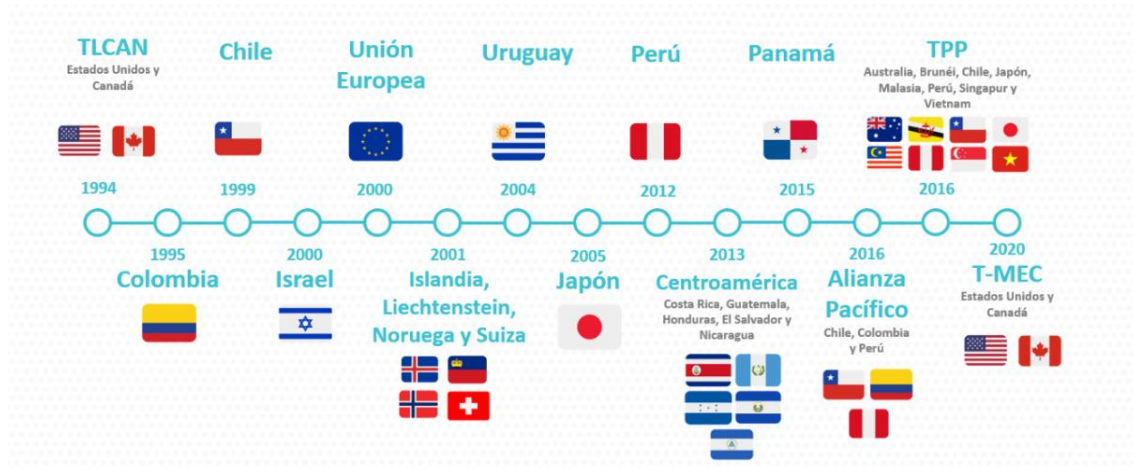 TLCAN
Estados Unidos y
Canadá
Chile
Unión
Europea
Uruguay
Perú
Panamá
TPP
Australia, Brunéi, Chile, Japón,
Malasia, Perú, Singapur y
Vietnam
1994
1999
2000
2004
2012
2015
2016
1995
Colombia
2000
Israel
2001
Islandia,
Liechtenstein,
Noruega y Suiza
2005
Japón
2013
Centroamérica
Costa Rica, Guatemala,
Honduras, El Salvador y
Nicaragua
2016
Alianza
Pacífico
Chile, Colombia
y Perú
2020
T-MEC
Estados Unidos y
Canadá